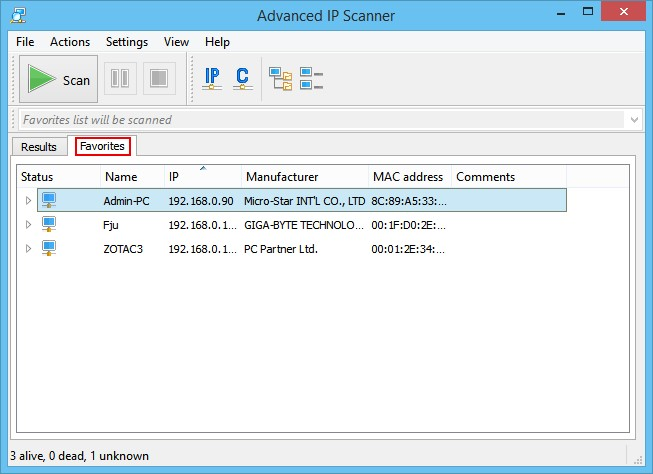 Advanced IP Scanner
File Actions Settings View Help
Scan IP C
Favorites list will be scanned
Results Favorites
Status Name IP Manufacturer MAC address Comments
Admin-PC 192.168.0.90 Micro-Star INT'L CO., LTD 8C:89:A5:33:...
Fju 192.168.0.1... GIGA-BYTE TECHNOLO... 00:1F:D0:2E:...
ZOTAC3 192.168.0.1... PC Partner Ltd. 00:01:2E:34:...
3 alive, 0 dead, 1 unknown